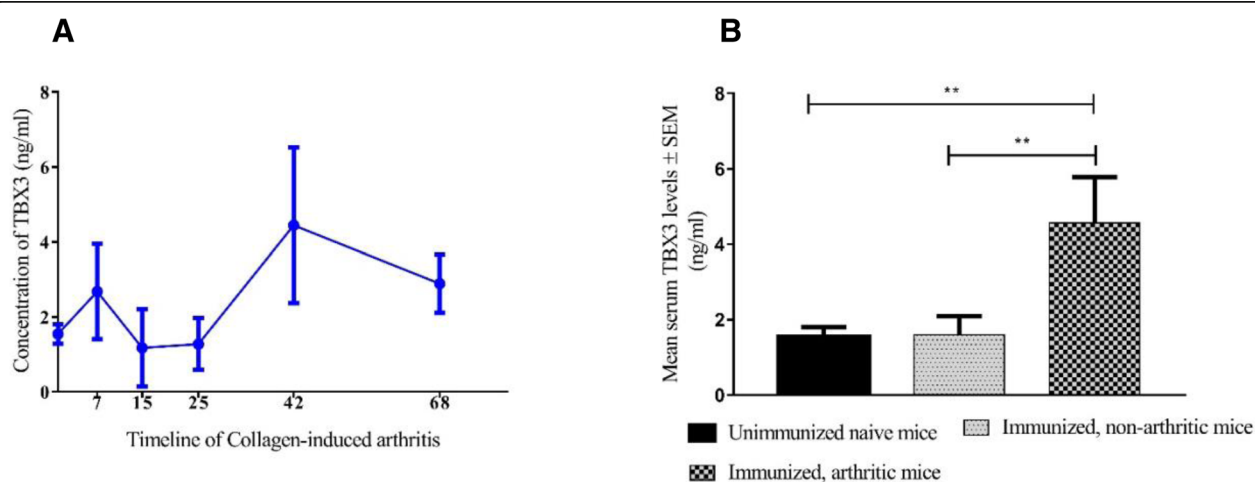 A
Concentration of TBX3 (ng/ml)
8
6
4
2
0
7 15 25 42 68
Timeline of Collagen-induced arthritis
B
Mean serum TBX3 levels ± SEM
(ng/ml)
8
6
4
2
0
**
**
Unimmunized naive mice
Immunized, non-arthritic mice
Immunized, arthritic mice